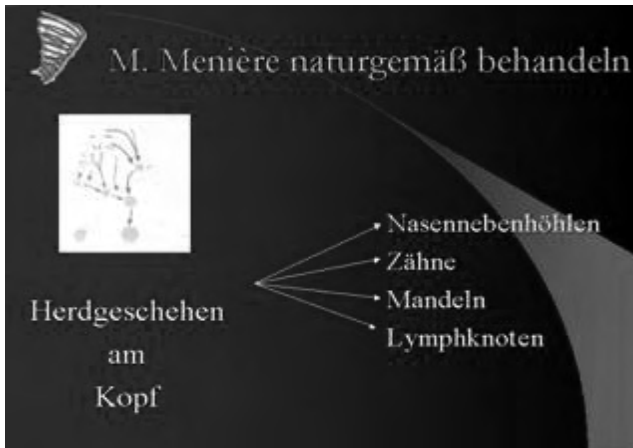 M. Menière naturgemäß behandeln
Herdgeschehen
am
Kopf
Nasennebenhöhlen
Zähne
Mandeln
Lymphknoten